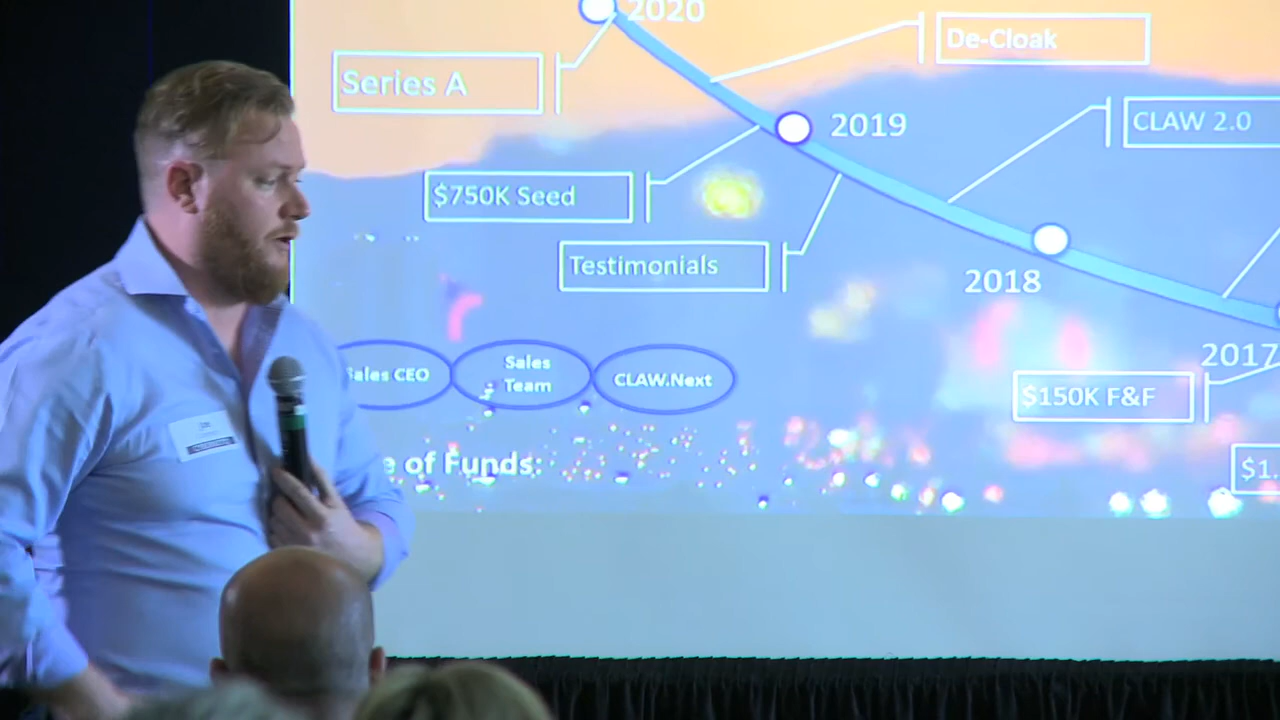 2020
De-Cloak
Series A
CLAW 2.0
2019
$750K Seed
Testimonials
2018
2017
Sales CEO
Sales
Team
CLAW.Next
$150K F&F
e of Funds:
$1.